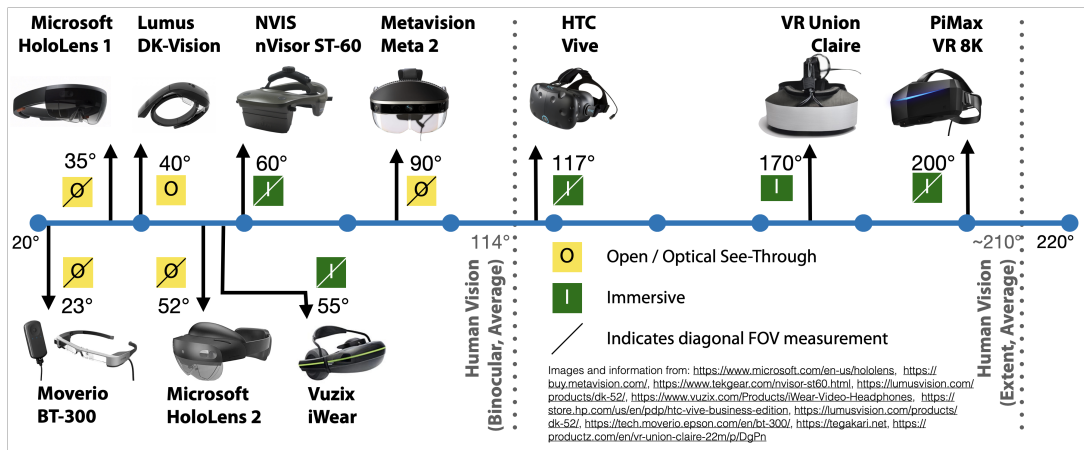 Microsoft
HoloLens 1
Lumus
DK-Vision
NVIS
nVisor ST-60
Metavision
Meta 2
HTC
Vive
VR Union
Claire
PiMax
VR 8K
35°
O
40°
O
60°
I
90°
O
117°
I
170°
I
200°
I
20°
114°
~210°
220°
O
23°
O
52°
I
55°
Moverio
BT-300
Microsoft
HoloLens 2
Vuzix
iWear
Human Vision
(Binocular, Average)
O Open / Optical See-Through
I Immersive
Indicates diagonal FOV measurement
Human Vision
(Extent, Average)
Images and information from: https://www.microsoft.com/en-us/hololens, https://
buy.metavision.com/, https://www.tekgear.com/nvisor-st60.html, https://lumusvision.com/
products/dk-52/, https://www.vuzix.com/Products/iWear-Video-Headphones, https://
store.hp.com/us/en/pdp/htc-vive-business-edition, https://lumusvision.com/products/
dk-52/, https://tech.moverio.epson.com/en/bt-300/, https://tegakari.net, https://
productz.com/en/vr-union-claire-22m/p/DgPn